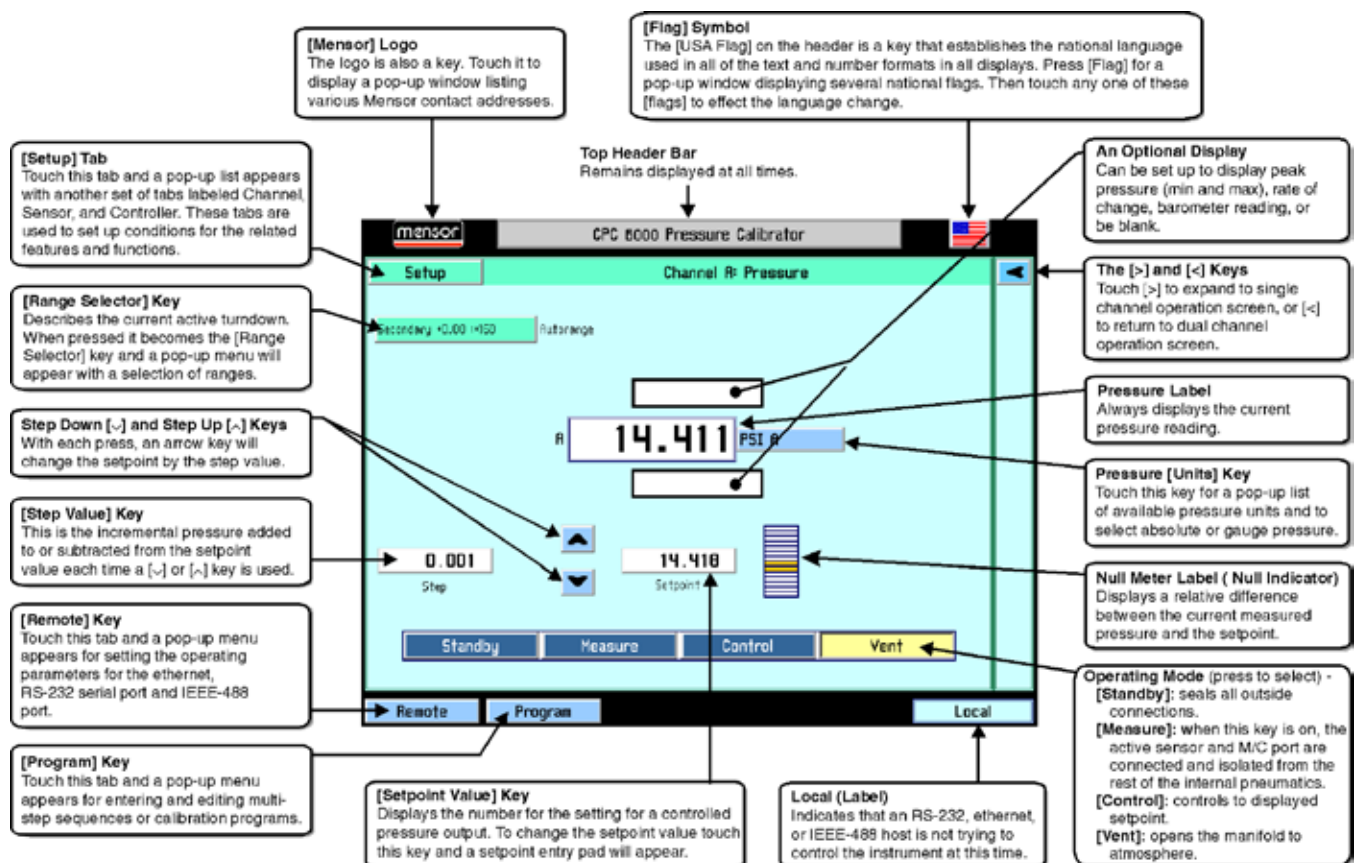 [Mensor] Logo
The logo is also a key. Touch it to
display a pop-up window listing
various Mensor contact addresses.
[Flag] Symbol
The [USA Flag] on the header is a key that establishes the national language
used in all of the text and number formats in all displays. Press [Flag] for a
pop-up window displaying several national flags. Then touch any one of these
[flags] to effect the language change.
[Setup] Tab
Touch this tab and a pop-up list appears
with another set of tabs labeled Channel,
Sensor, and Controller. These tabs are
used to set up conditions for the related
features and functions.
Top Header Bar
Remains displayed at all times.
An Optional Display
Can be set up to display peak
pressure (min and max), rate of
change, barometer reading, or
be blank.
mensor
CPC 6000 Pressure Calibrator
Setup
Channel A: Pressure
The [>] and [<] Keys
Touch [>] to expand to single
channel operation screen, or [<]
to return to dual channel
operation screen.
[Range Selector] Key
Describes the current active turndown.
When pressed it becomes the [Range
Selector] key and a pop-up menu will
appear with a selection of ranges.
Secondary
Autorange
Pressure Label
Always displays the current
pressure reading.
Step Down [⌄] and Step Up [^] Keys
With each press, an arrow key will
change the setpoint by the step value.
A 14.411 PSI A
Pressure [Units] Key
Touch this key for a pop-up list
of available pressure units and to
select absolute or gauge pressure.
[Step Value] Key
This is the incremental pressure added
to or subtracted from the setpoint
value each time a [⌄] or [^] key is used.
0.001
Step
14.418
Setpoint
Null Meter Label ( Null Indicator)
Displays a relative difference
between the current measured
pressure and the setpoint.
[Remote] Key
Touch this tab and a pop-up menu
appears for setting the operating
parameters for the ethernet,
RS-232 serial port and IEEE-488
port.
Standby
Measure
Control
Vent
Operating Mode (press to select) -
[Standby]: seals all outside
connections.
[Measure]: when this key is on, the
active sensor and M/C port are
connected and isolated from the
rest of the internal pneumatics.
[Control]: controls to displayed
setpoint.
[Vent]: opens the manifold to
atmosphere.
Remote
Program
Local
[Program] Key
Touch this tab and a pop-up menu
appears for entering and editing multi-
step sequences or calibration programs.
[Setpoint Value] Key
Displays the number for the setting for a controlled
pressure output. To change the setpoint value touch
this key and a setpoint entry pad will appear.
Local (Label)
Indicates that an RS-232, ethernet,
or IEEE-488 host is not trying to
control the instrument at this time.